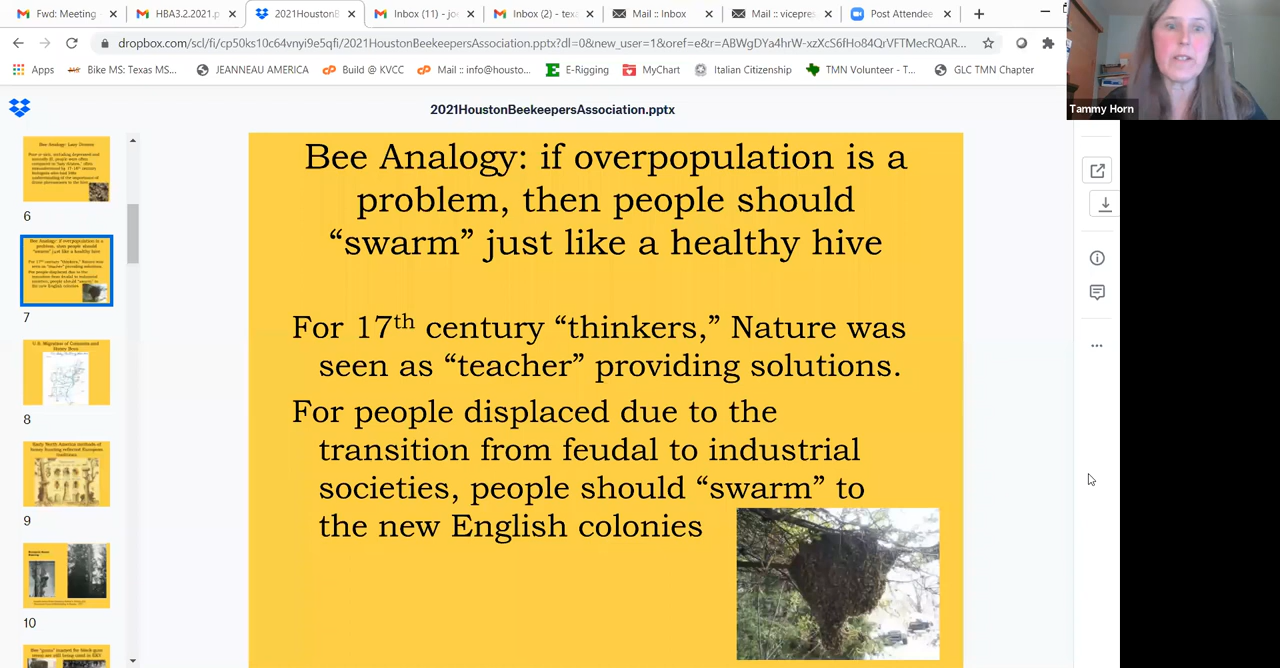 Fwd: Meeting
HBA3.2.2021.p
2021HoustonB
Inbox (11) - jo
Inbox (2) - tex
Mail :: Inbox
Mail :: vicepres
Post Attendee
dropbox.com/scl/fi/cp50ks10c64vnyi9e5qfi/2021HoustonBeekeepersAssociation.pptx?dl=0&new_user=1&oref=e&r=ABWgDYa4hrW-xzXcS6fHo84QrVFTMecRQAR...
Apps
Bike MS: Texas MS...
JEANNEAU AMERICA
Build @ KVCC
Mail :: info@housto...
E-Rigging
MyChart
Italian Citizenship
TMN Volunteer - T...
GLC TMN Chapter
Tammy Horn
2021HoustonBeekeepersAssociation.pptx
6
7
8
9
10
Bee Analogy: if overpopulation is a
problem, then people should
“swarm” just like a healthy hive
For 17th century “thinkers,” Nature was
seen as “teacher” providing solutions.
For people displaced due to the
transition from feudal to industrial
societies, people should “swarm” to
the new English colonies